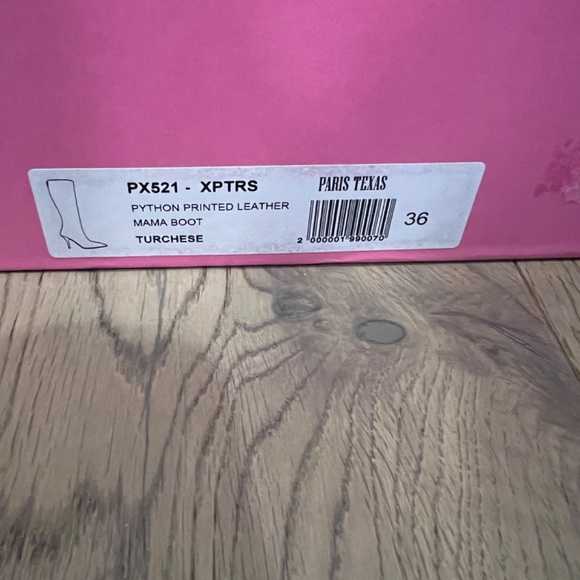 PX521 - XPTRS
PYTHON PRINTED LEATHER
MAMA BOOT
TURCHESE
PARIS TEXAS
2 000001 990070
36